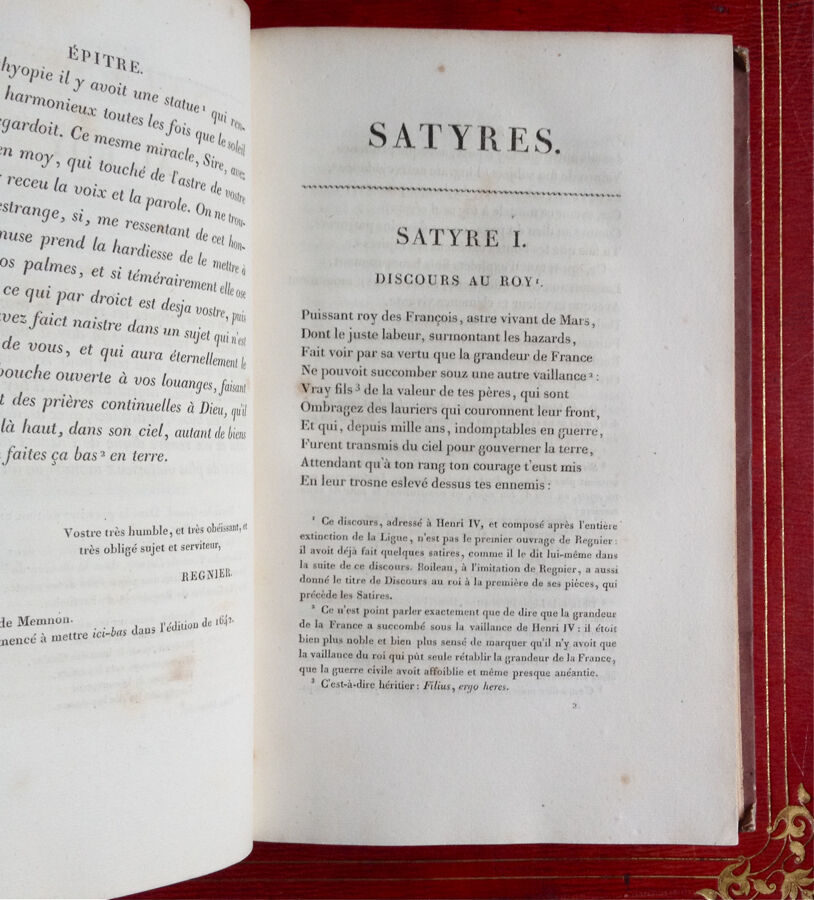 ÉPITRE.
hyopie il y avoit une statue¹ qui ren-
harmonieux toutes les fois que le soleil
gardoit. Ce mesme miracle, Sire, avez
en moy, qui touché de l'astre de vostre
receu la voix et la parole. On ne trou-
estrange, si, me ressentant de cet hon-
muse prend la hardiesse de le mettre à
os palmes, et si témérairement elle ose
ce qui par droict est desja vostre, puis
vez faict naistre dans un sujet qui n'est
de vous, et qui aura éternellement le
bouche ouverte à vos louanges, faisant
t des prières continuelles à Dieu, qu'il
là haut, dans son ciel, autant de biens
faites ça bas² en terre.
Vostre très humble, et très obéissant, et
très obligé sujet et serviteur,
REGNIER.
de Memnon.
mencé à mettre ici-bas dans l'édition de 1642.
SATYRES.
SATYRE I.
DISCOURS AU ROY¹.
Puissant roy des François, astre vivant de Mars,
Dont le juste labeur, surmontant les hazards,
Fait voir par sa vertu que la grandeur de France
Ne pouvoit succomber souz une autre vaillance² :
Vray fils³ de la valeur de tes pères, qui sont
Ombragez des lauriers qui couronnent leur front,
Et qui, depuis mille ans, indomptables en guerre,
Furent transmis du ciel pour gouverner la terre,
Attendant qu'à ton rang ton courage t'eust mis
En leur trosne eslevé dessus tes ennemis :
¹ Ce discours, adressé à Henri IV, et composé après l'entière
extinction de la Ligue, n'est pas le premier ouvrage de Regnier :
il avoit déjà fait quelques satires, comme il le dit lui-même dans
la suite de ce discours. Boileau, à l'imitation de Regnier, a aussi
donné le titre de Discours au roi à la première de ses pièces, qui
précède les Satires.
² Ce n'est point parler exactement que de dire que la grandeur
de la France a succombé sous la vaillance de Henri IV : il étoit
bien plus noble et bien plus sensé de marquer qu'il n'y avoit que
la vaillance du roi qui pût seule rétablir la grandeur de la France,
que la guerre civile avoit affoiblie et même presque anéantie.
³ C'est-à-dire héritier : Filius, ergo heres.
2.